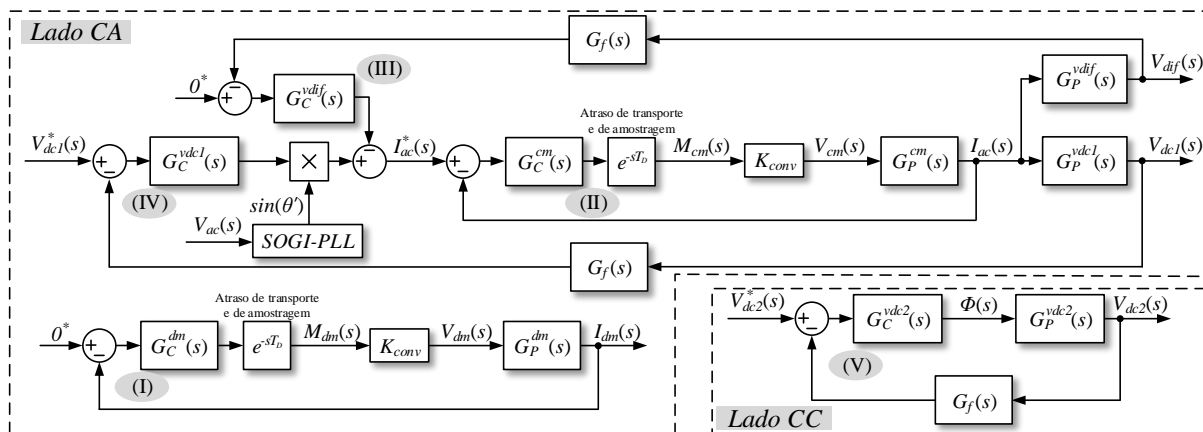 Lado CA
G_f(s)
V_dif(s)
(III)
G_P^vdif(s)
0*
+
−
G_C^vdif(s)
Atraso de transporte
e de amostragem
V*_dc1(s)
+
−
G_C^vdc1(s)
×
+
−
I*_ac(s)
+
−
G_C^cm(s)
e^-sT_D
M_cm(s)
K_conv
V_cm(s)
G_P^cm(s)
I_ac(s)
G_P^vdc1(s)
V_dc1(s)
(IV)
sin(θ')
(II)
V_ac(s)
SOGI-PLL
G_f(s)
Atraso de transporte
e de amostragem
0*
+
−
G_C^dm(s)
e^-sT_D
M_dm(s)
K_conv
V_dm(s)
G_P^dm(s)
I_dm(s)
(I)
V*_dc2(s)
+
−
G_C^vdc2(s)
Φ(s)
G_P^vdc2(s)
V_dc2(s)
(V)
G_f(s)
Lado CC